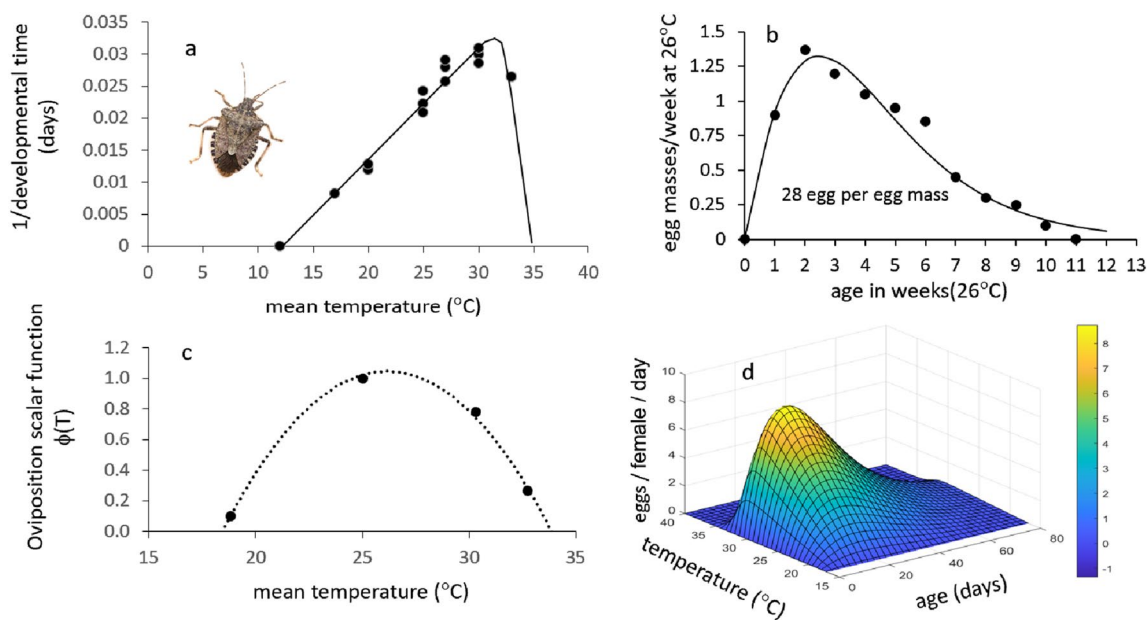 a
1/developmental time
(days)
0.035
0.03
0.025
0.02
0.015
0.01
0.005
0
0 5 10 15 20 25 30 35 40
mean temperature (°C)
b
egg masses/week at 26°C
1.5
1.25
1
0.75
0.5
0.25
0
28 egg per egg mass
0 1 2 3 4 5 6 7 8 9 10 11 12 13
age in weeks(26°C)
c
Oviposition scalar function
ϕ(T)
1.2
1.0
0.8
0.6
0.4
0.2
0.0
15 20 25 30 35
mean temperature (°C)
d
eggs / female / day
10
8
6
4
2
0
40 35 30 25 20 15
temperature (°C)
0 20 40 60 80
age (days)
8
7
6
5
4
3
2
1
0
-1